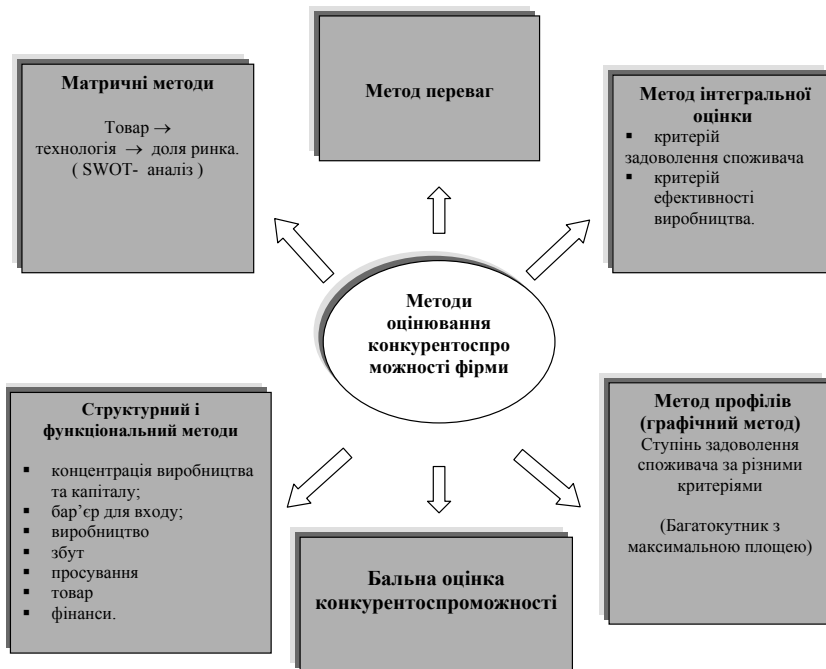 Матричні методи
Товар →
технологія → доля ринка.
( SWOT- аналіз )
Метод переваг
Метод інтегральної
оцінки
▪ критерій
задоволення споживача
▪ критерій
ефективності
виробництва.
Методи
оцінювання
конкурентоспро
можності фірми
Структурний і
функціональний методи
▪ концентрація виробництва
та капіталу;
▪ бар’єр для входу;
▪ виробництво
▪ збут
▪ просування
▪ товар
▪ фінанси.
Бальна оцінка
конкурентоспроможності
Метод профілів
(графічний метод)
Ступінь задоволення
споживача за різними
критеріями
(Багатокутник з
максимальною площею)